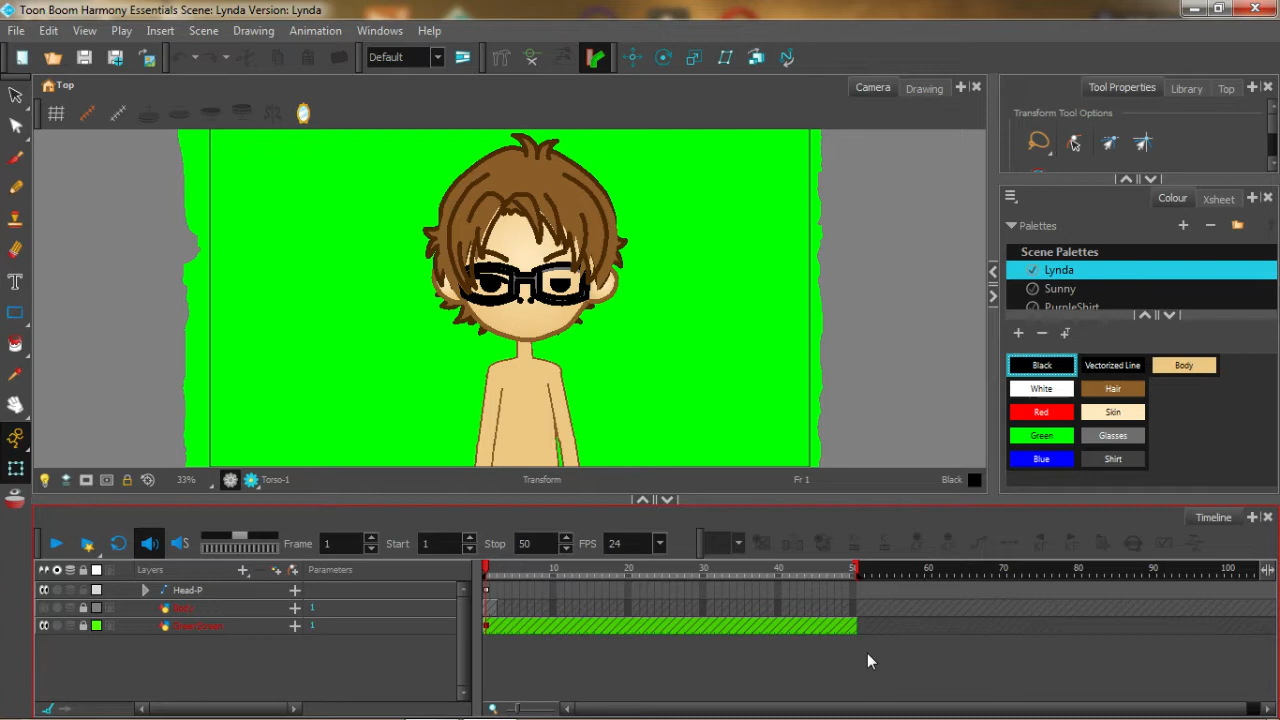 Toon Boom Harmony Essentials Scene: Lynda Version: Lynda
File Edit View Play Insert Scene Drawing Animation Windows Help
Default
Top
Camera Drawing
Tool Properties Library Top
Transform Tool Options
Colour Xsheet
Palettes
Scene Palettes
Lynda
Sunny
PurpleShirt
Black Vectorized Line Body
White Hair
Red Skin
Green Glasses
Blue Shirt
33% Torso-1 Transform Fr 1 Black
Timeline
Frame 1 Start 1 Stop 50 FPS 24
Layers Parameters
10 20 30 40 50 60 70 80 90 100
Head-P
1
1